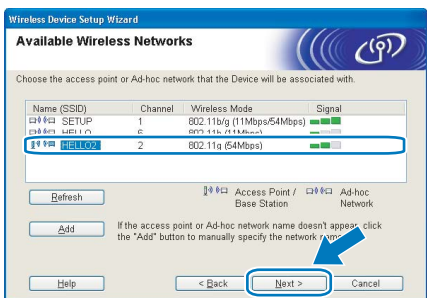 Wireless Device Setup Wizard
Available Wireless Networks
Choose the access point or Ad-hoc network that the Device will be associated with.
Name (SSID) Channel Wireless Mode Signal
SETUP 1 802.11b/g (11Mbps/54Mbps)
HELLO 6 802.11b (11Mbps)
HELLO2 2 802.11g (54Mbps)
Refresh
Access Point / Base Station
Ad-hoc Network
Add
If the access point or Ad-hoc network name doesn't appear, click
the "Add" button to manually specify the network name.
Help < Back Next > Cancel